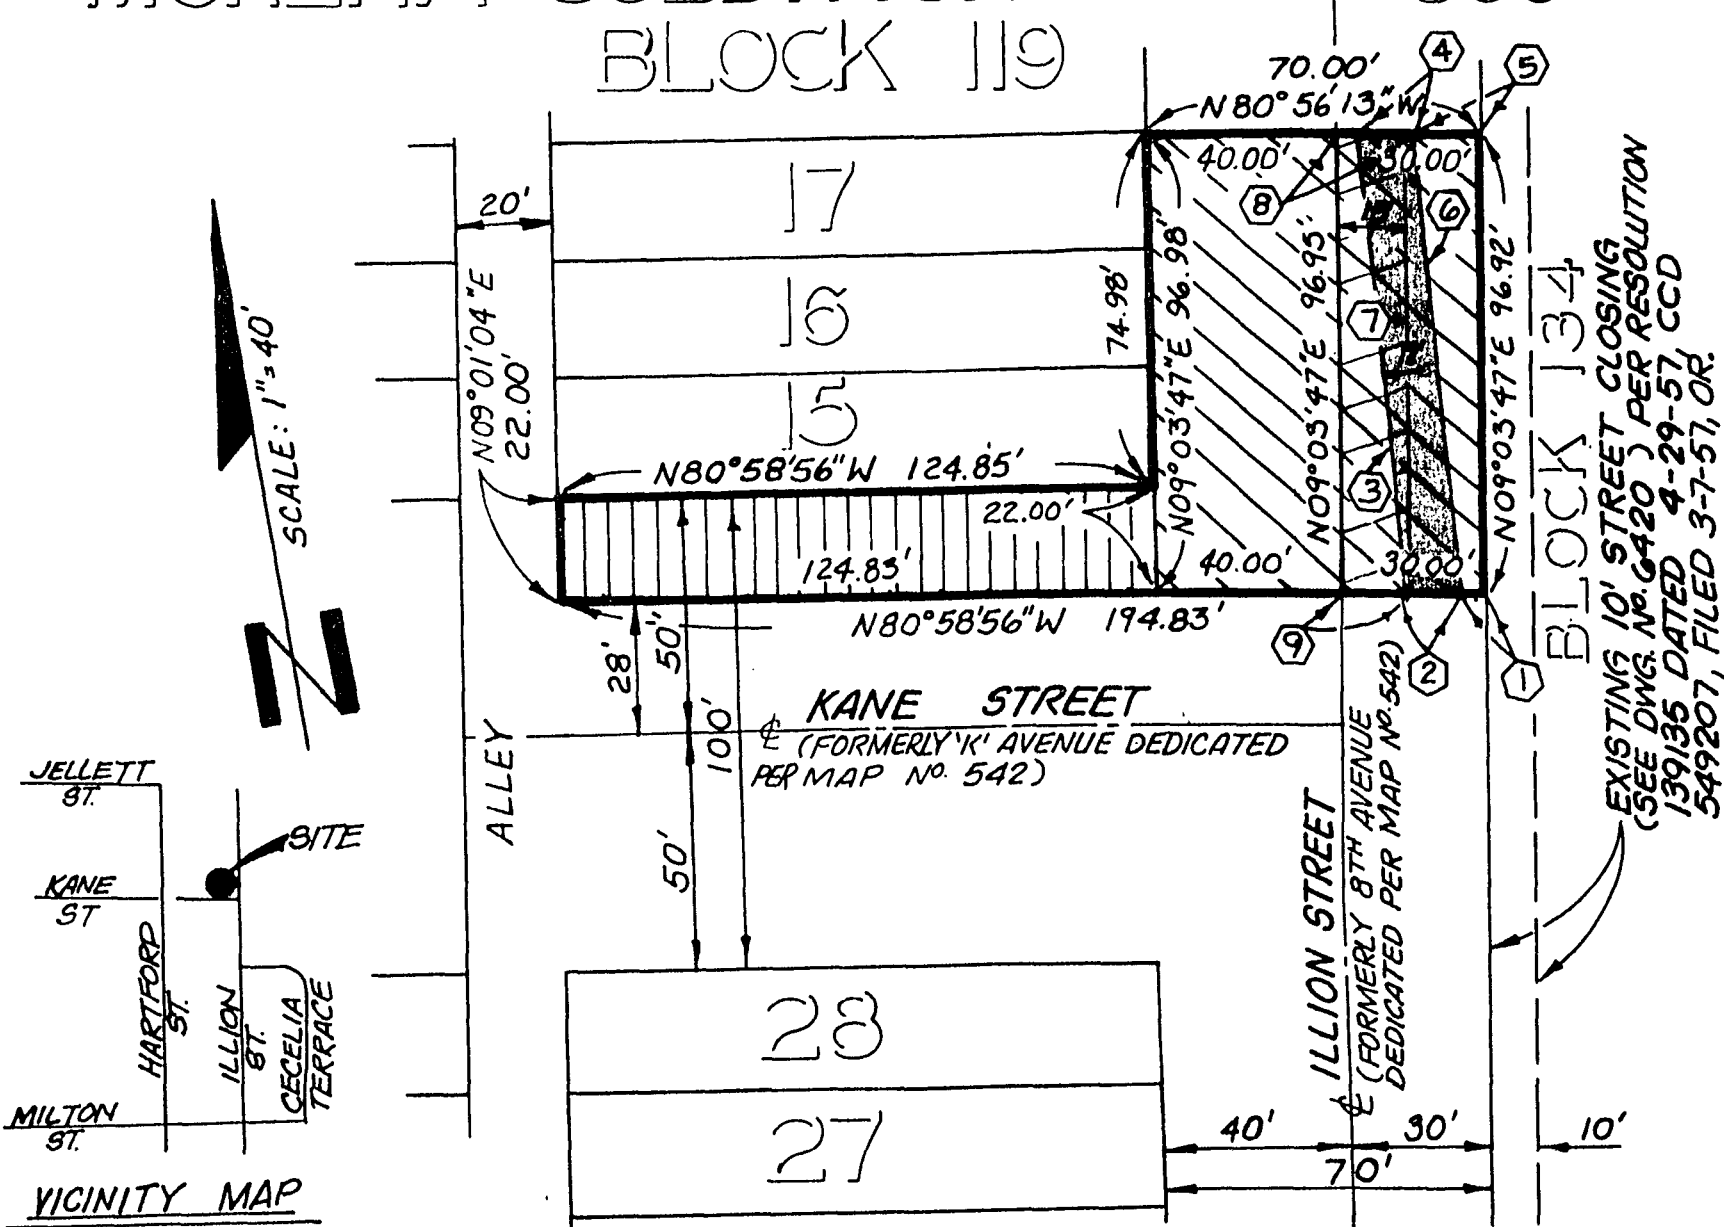 BLOCK 119
70.00'
N 80° 56' 13" W
4
5
40.00'
30.00'
17
20'
8
6
16
15
N09°01'04"E
22.00'
74.98'
N09°03'47"E 96.98'
N09°03'47"E 96.95'
N09°03'47"E 96.92'
7
3
SCALE: 1"=40'
N
N80°58'56"W 124.85'
22.00'
124.83'
40.00'
30.00'
N80°58'56"W 194.83'
9
2
1
BLOCK 134
EXISTING 10' STREET CLOSING
(SEE DWG. No. 6420 ) PER RESOLUTION
139135 DATED 4-29-57, CCD
549207, FILED 3-7-57, OR.
28'
50'
100'
50'
KANE STREET
℄ (FORMERLY 'K' AVENUE DEDICATED
PER MAP No. 542)
ALLEY
ILLION STREET
℄ (FORMERLY 8TH AVENUE
DEDICATED PER MAP No. 542)
28
27
40'
30'
10'
70'
JELLETT
ST.
SITE
KANE
ST
HARTFORP
ST.
ILLION
ST.
CECELIA
TERRACE
MILTON
ST.
VICINITY MAP